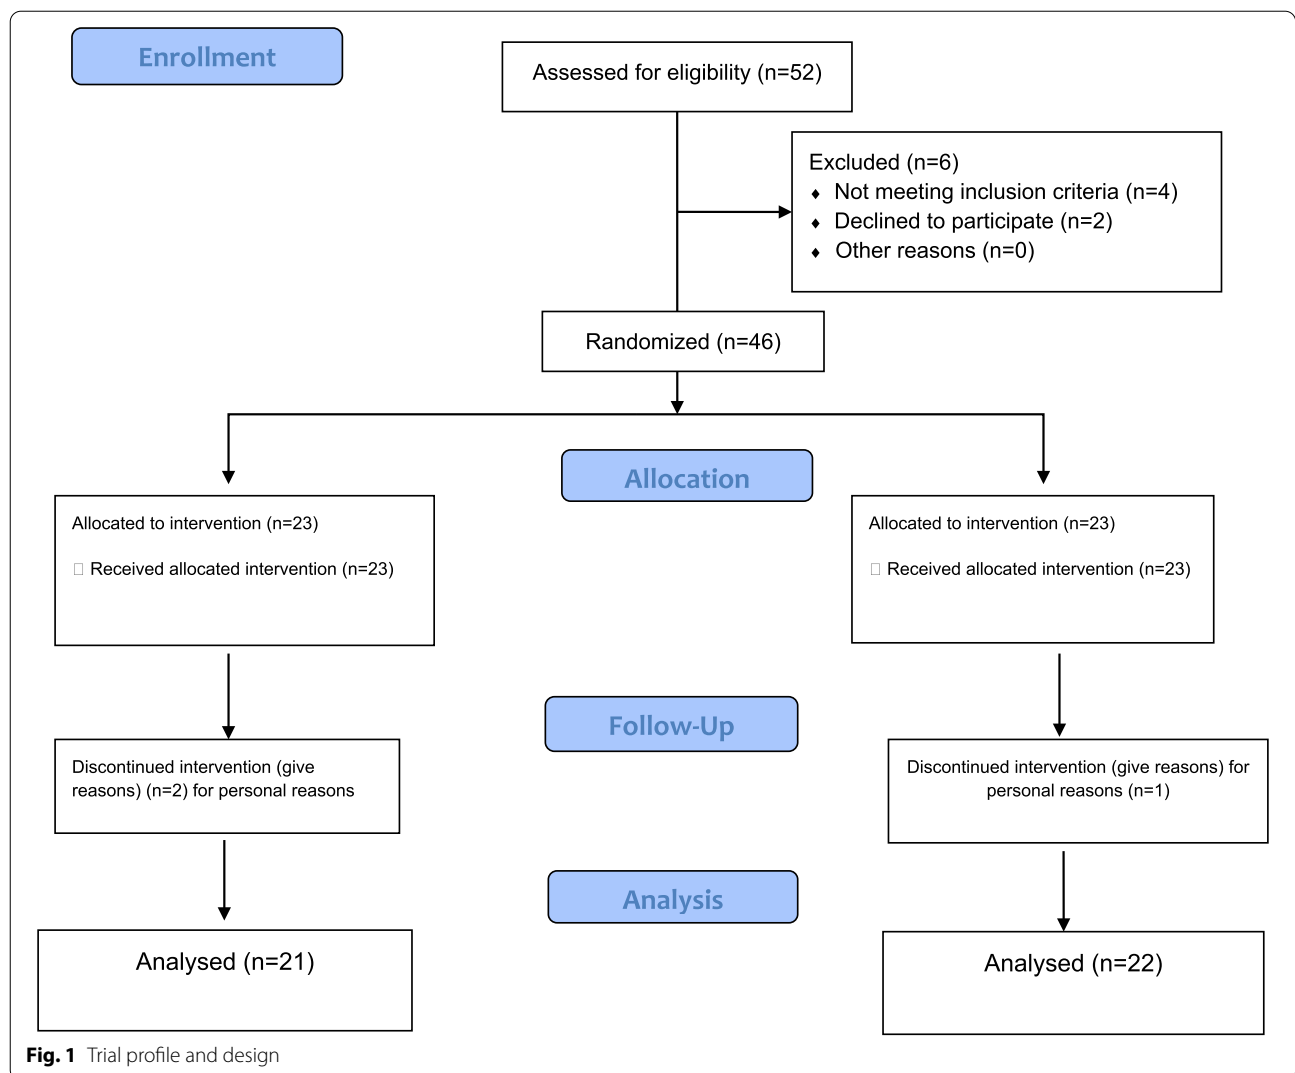 Enrollment
Assessed for eligibility (n=52)
Excluded (n=6)
♦ Not meeting inclusion criteria (n=4)
♦ Declined to participate (n=2)
♦ Other reasons (n=0)
Randomized (n=46)
Allocation
Allocated to intervention (n=23)
□ Received allocated intervention (n=23)
Allocated to intervention (n=23)
□ Received allocated intervention (n=23)
Follow-Up
Discontinued intervention (give
reasons) (n=2) for personal reasons
Discontinued intervention (give reasons) for
personal reasons (n=1)
Analysis
Analysed (n=21)
Analysed (n=22)
Fig. 1 Trial profile and design